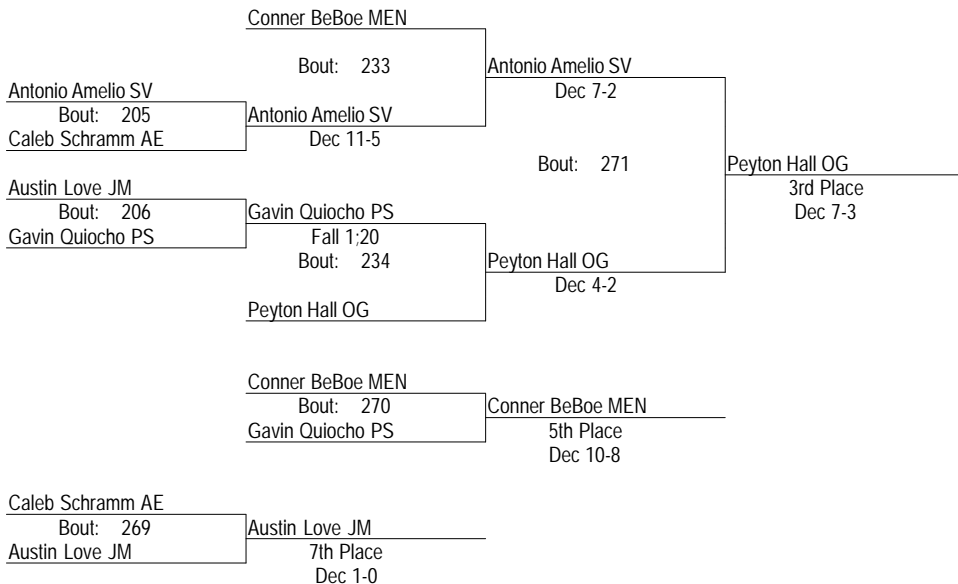 Conner BeBoe MEN
Bout: 233
Antonio Amelio SV
Dec 7-2
Antonio Amelio SV
Bout: 205
Caleb Schramm AE
Antonio Amelio SV
Dec 11-5
Bout: 271
Peyton Hall OG
3rd Place
Dec 7-3
Austin Love JM
Bout: 206
Gavin Quiocho PS
Gavin Quiocho PS
Fall 1;20
Bout: 234
Peyton Hall OG
Dec 4-2
Peyton Hall OG
Conner BeBoe MEN
Bout: 270
Gavin Quiocho PS
Conner BeBoe MEN
5th Place
Dec 10-8
Caleb Schramm AE
Bout: 269
Austin Love JM
Austin Love JM
7th Place
Dec 1-0